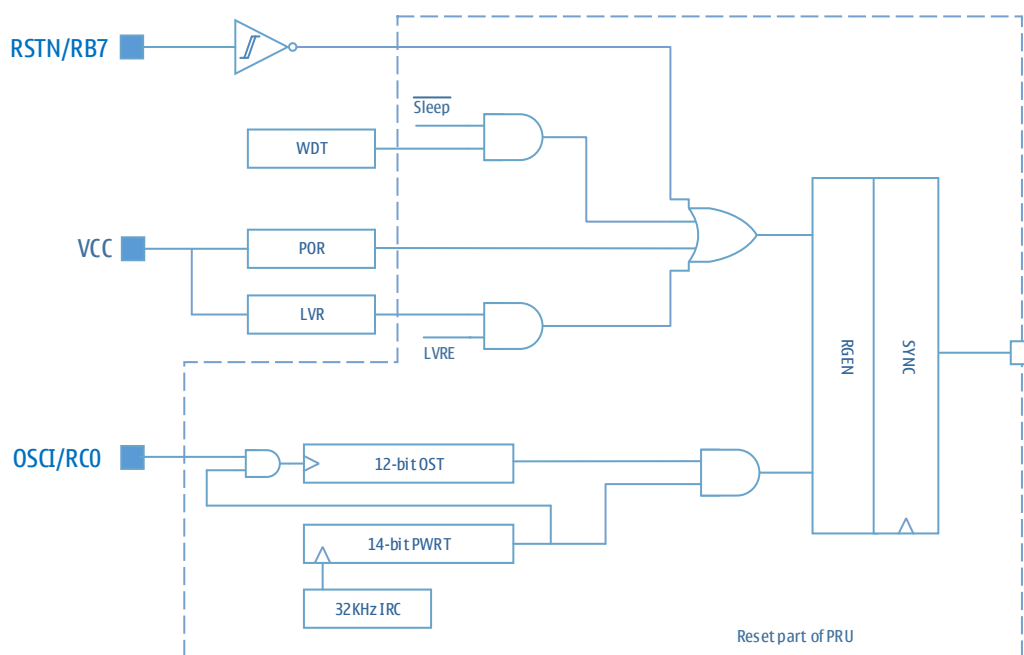 RSTN/RB7
Sleep
WDT
VCC
POR
LVR
LVRE
RGEN
SYNC
OSCI/RC0
12-bit OST
14-bit PWRT
32KHz IRC
Reset part of PRU